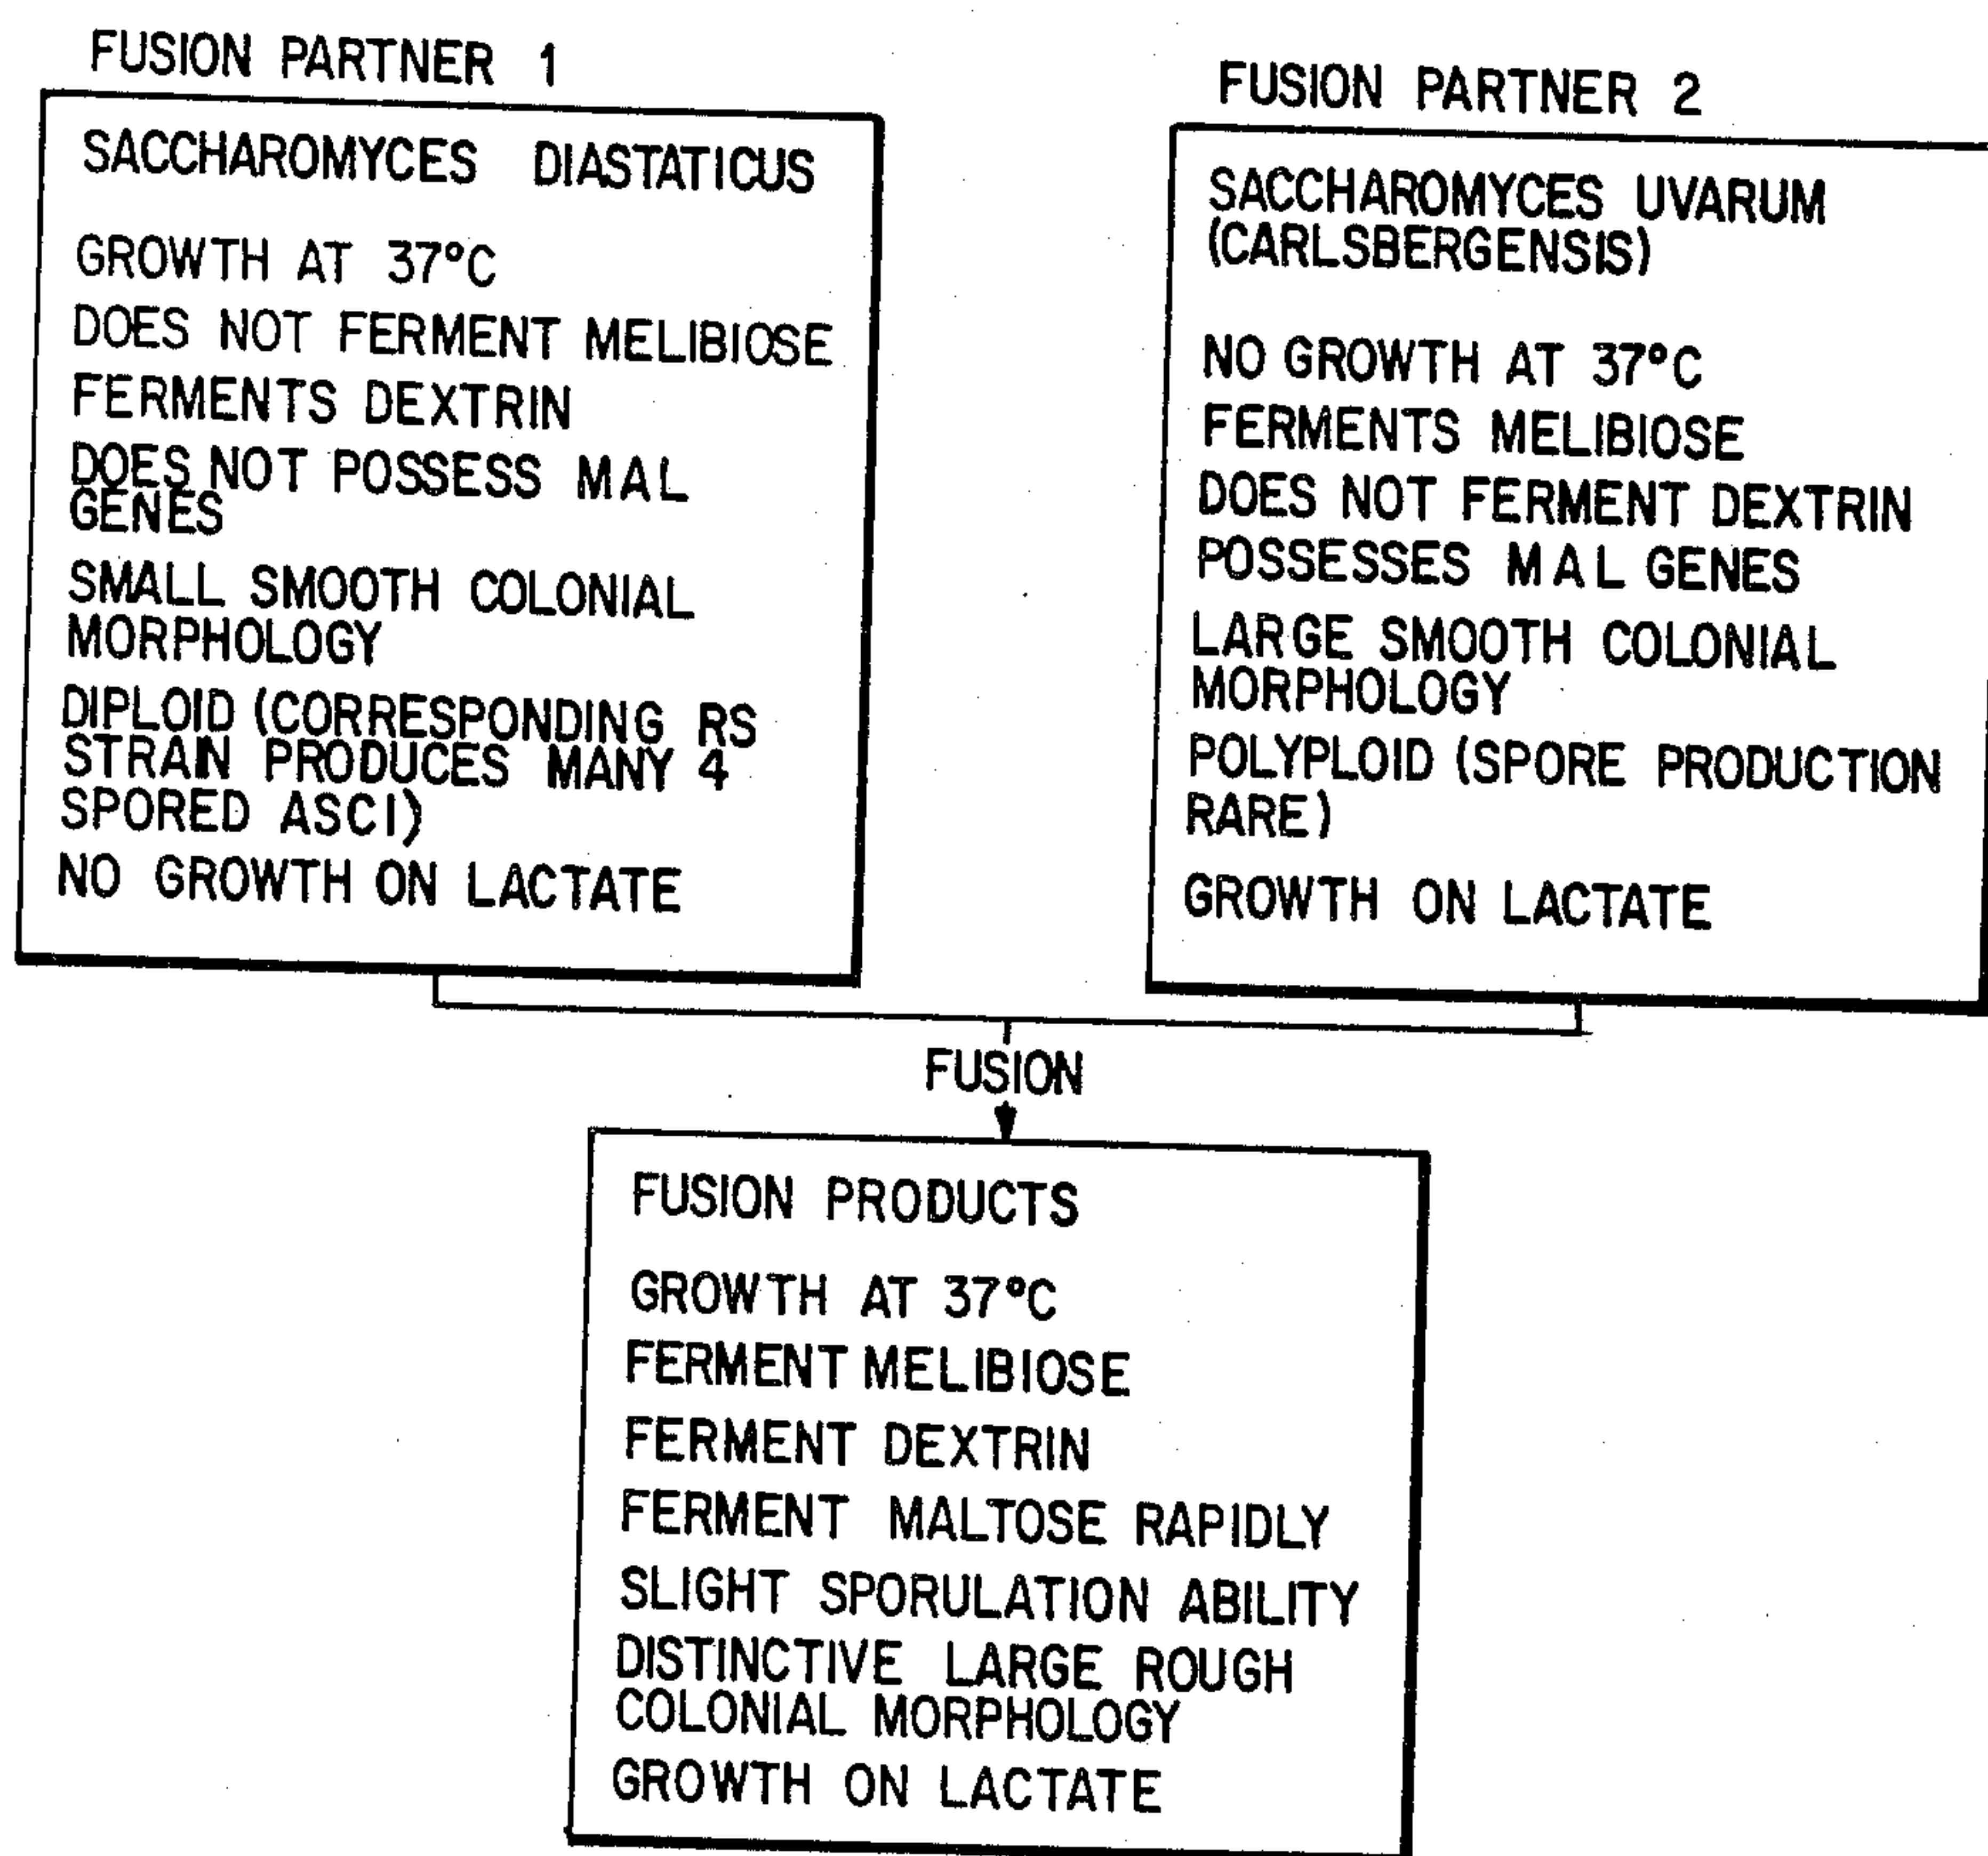 FUSION PARTNER 1
SACCHAROMYCES DIASTATICUS
GROWTH AT 37°C
DOES NOT FERMENT MELIBIOSE
FERMENTS DEXTRIN
DOES NOT POSSESS MAL
GENES
SMALL SMOOTH COLONIAL
MORPHOLOGY
DIPLOID (CORRESPONDING RS
STRAIN PRODUCES MANY 4
SPORED ASCI)
NO GROWTH ON LACTATE
FUSION PARTNER 2
SACCHAROMYCES UVARUM
(CARLSBERGENSIS)
NO GROWTH AT 37°C
FERMENTS MELIBIOSE
DOES NOT FERMENT DEXTRIN
POSSESSES MAL GENES
LARGE SMOOTH COLONIAL
MORPHOLOGY
POLYPLOID (SPORE PRODUCTION
RARE)
GROWTH ON LACTATE
FUSION
FUSION PRODUCTS
GROWTH AT 37°C
FERMENT MELIBIOSE
FERMENT DEXTRIN
FERMENT MALTOSE RAPIDLY
SLIGHT SPORULATION ABILITY
DISTINCTIVE LARGE ROUGH
COLONIAL MORPHOLOGY
GROWTH ON LACTATE